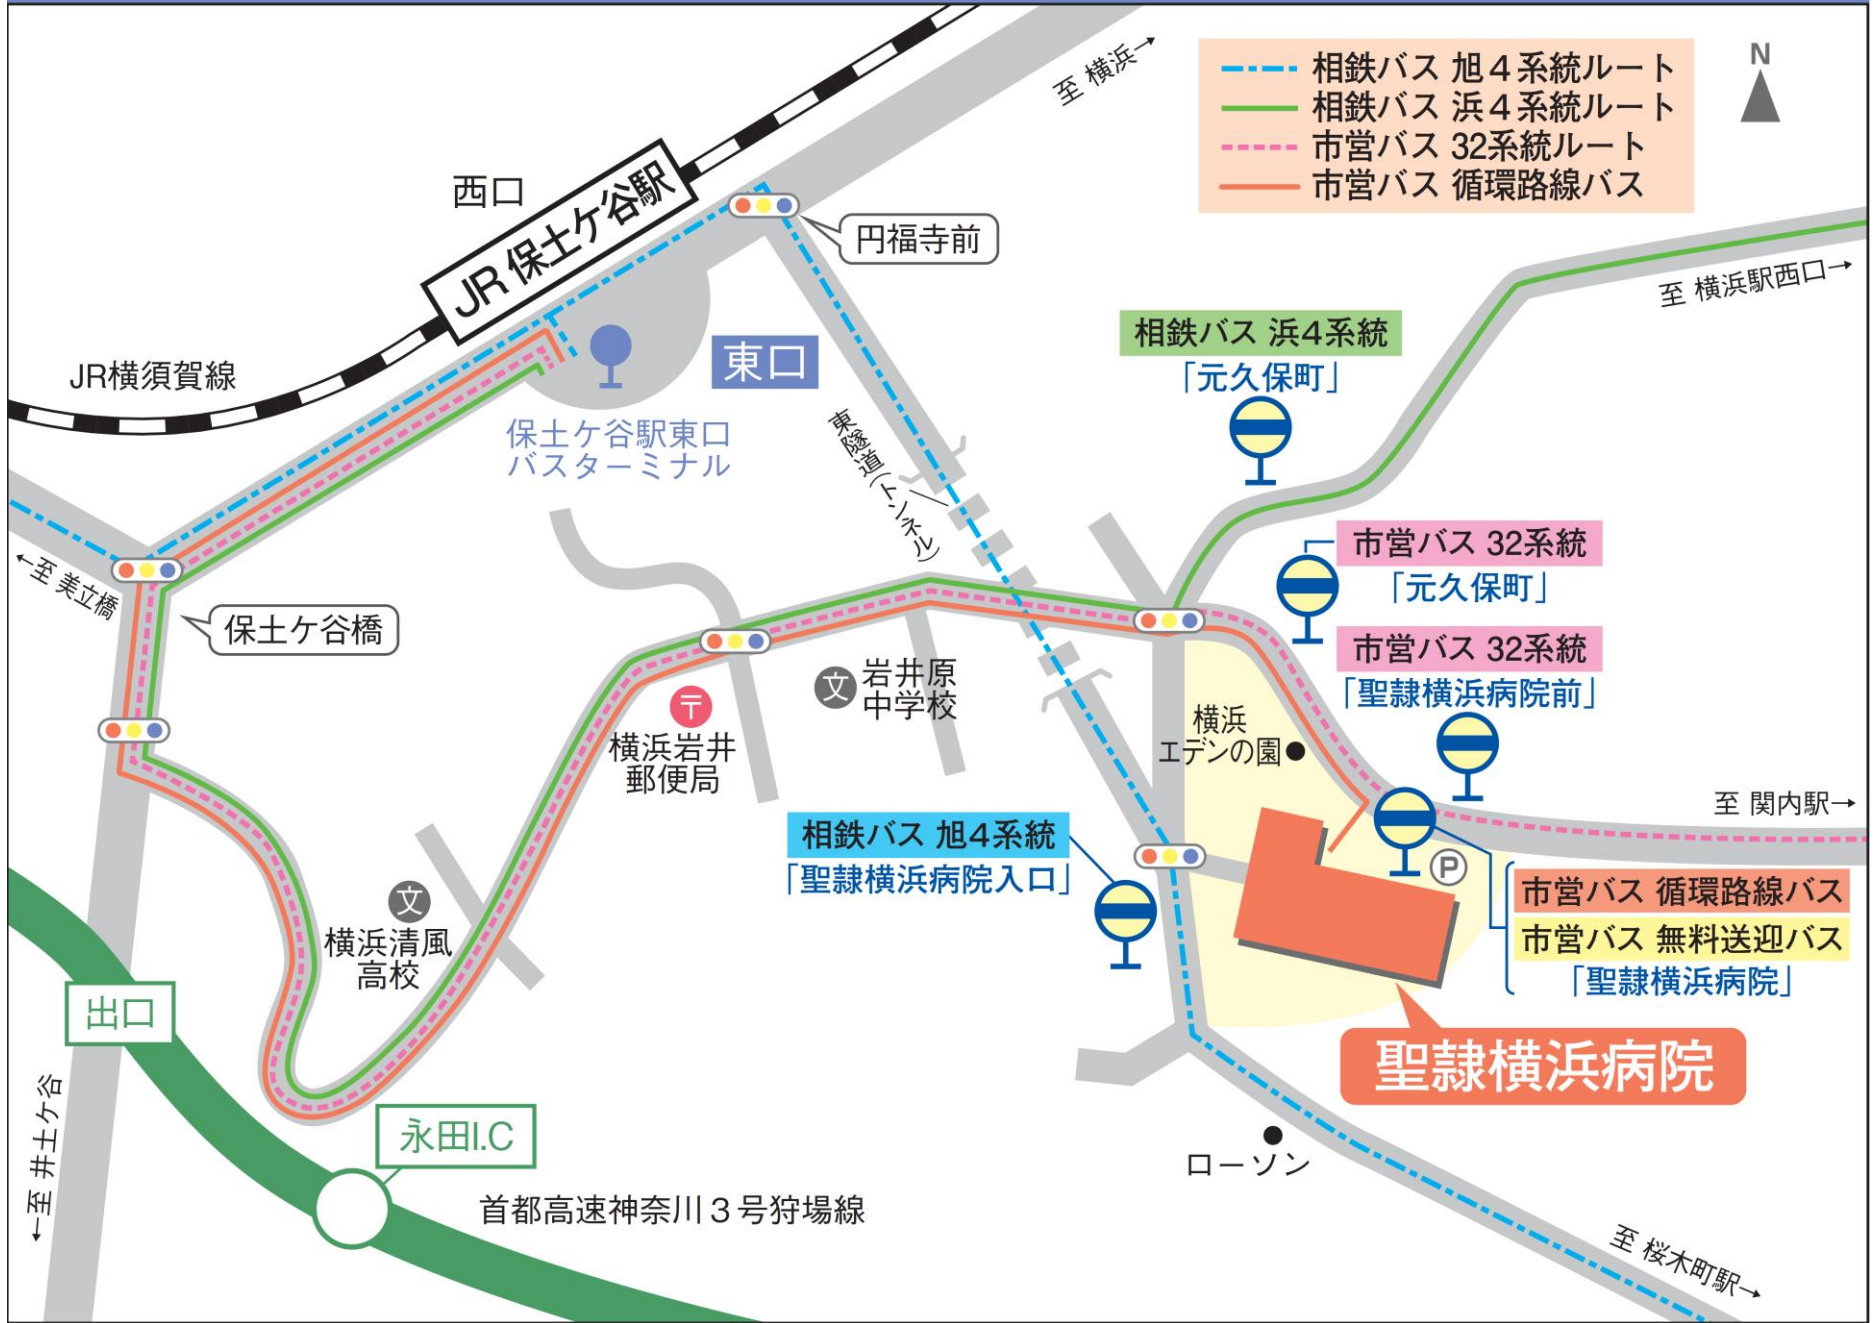 相鉄バス 旭4系統ルート
相鉄バス 浜4系統ルート
市営バス 32系統ルート
市営バス 循環路線バス
N
至 横浜→
西口
JR 保土ケ谷駅
円福寺前
至 横浜駅西口→
相鉄バス 浜4系統
「元久保町」
東口
JR横須賀線
保土ケ谷駅東口
バスターミナル
東隧道(トンネル)
市営バス 32系統
「元久保町」
←至 美立橋
保土ケ谷橋
市営バス 32系統
「聖隷横浜病院前」
岩井原
中学校
文
〒
横浜岩井
郵便局
横浜
エデンの園
至 関内駅→
相鉄バス 旭4系統
「聖隷横浜病院入口」
P
市営バス 循環路線バス
市営バス 無料送迎バス
「聖隷横浜病院」
文
横浜清風
高校
出口
聖隷横浜病院
永田I.C
←至 井土ケ谷
ローソン
首都高速神奈川3号狩場線
至 桜木町駅→